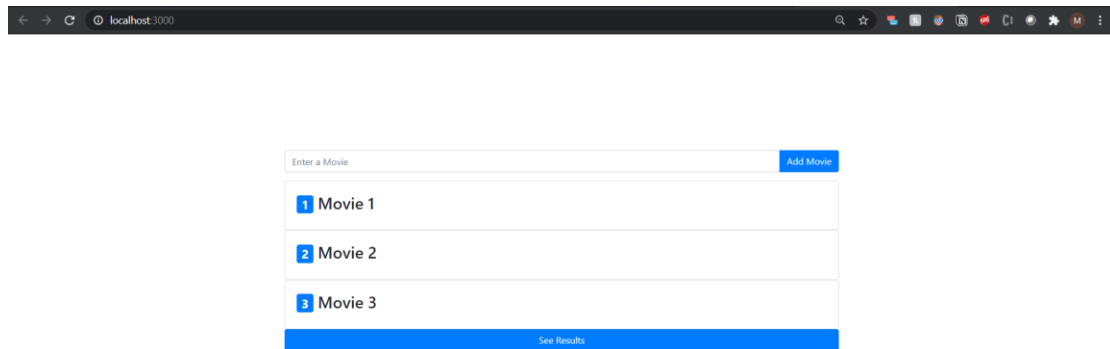 localhost:3000
M
Enter a Movie Add Movie
1 Movie 1
2 Movie 2
3 Movie 3
See Results